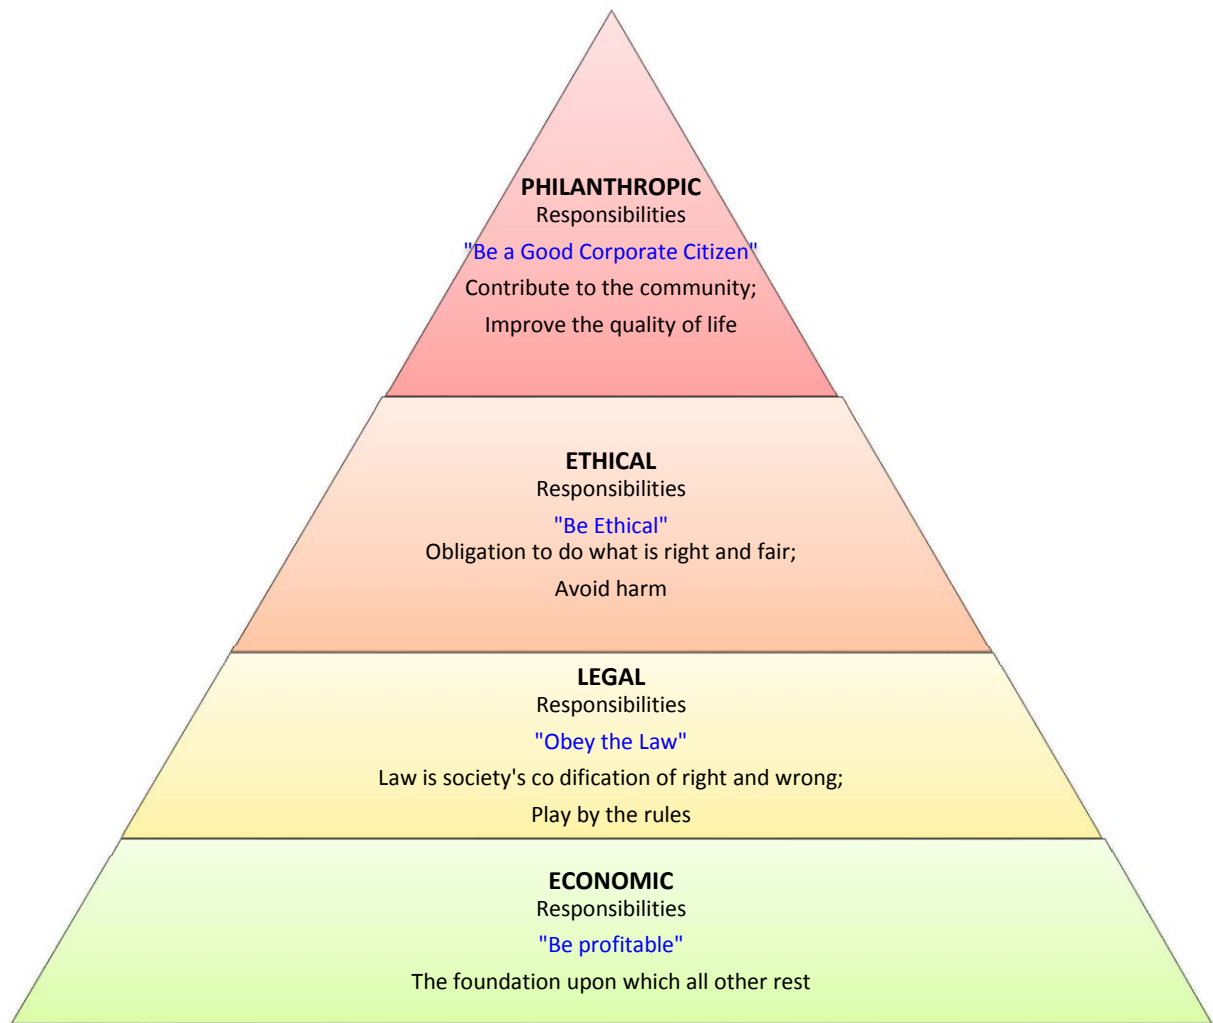 PHILANTHROPIC
Responsibilities
"Be a Good Corporate Citizen"
Contribute to the community;
Improve the quality of life
ETHICAL
Responsibilities
"Be Ethical"
Obligation to do what is right and fair;
Avoid harm
LEGAL
Responsibilities
"Obey the Law"
Law is society's co dification of right and wrong;
Play by the rules
ECONOMIC
Responsibilities
"Be profitable"
The foundation upon which all other rest